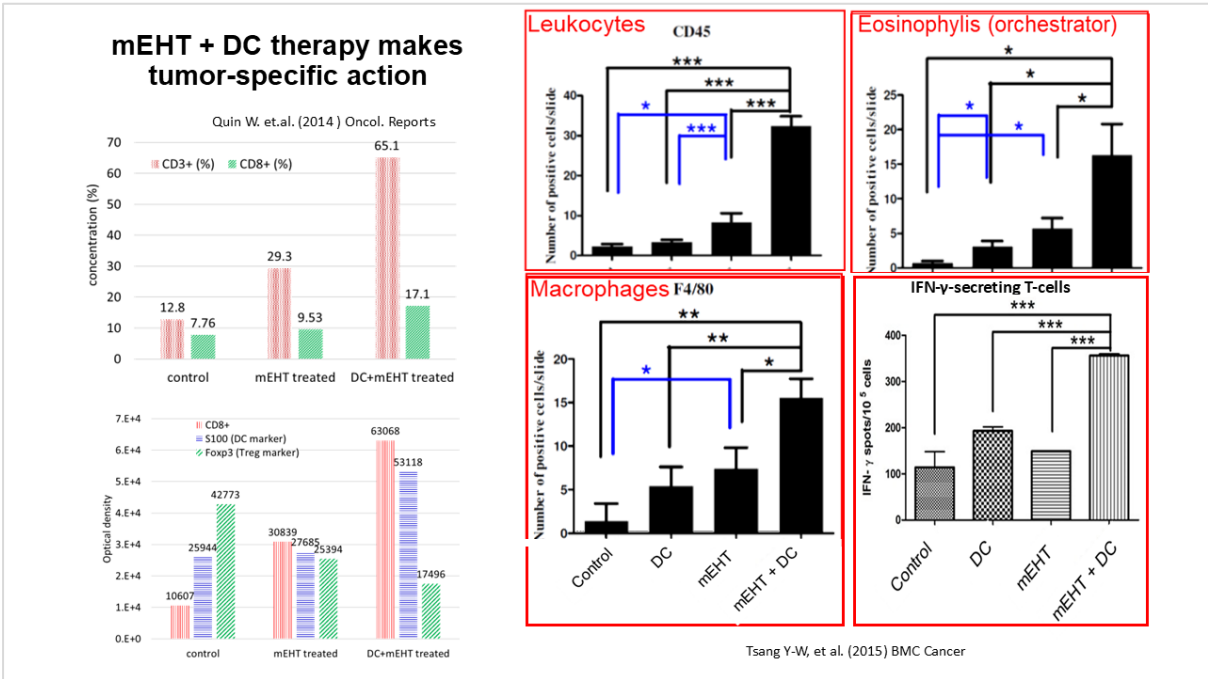 mEHT + DC therapy makes
tumor-specific action
Quin W. et.al. (2014 ) Oncol. Reports
concentration (%)
70
60
50
40
30
20
10
0
CD3+ (%)
CD8+ (%)
12.8
7.76
29.3
9.53
65.1
17.1
control
mEHT treated
DC+mEHT treated
Optical density
7.E+4
6.E+4
5.E+4
4.E+4
3.E+4
2.E+4
1.E+4
0.E+0
CD8+
S100 (DC marker)
Foxp3 (Treg marker)
10607
25944
42773
30839
27685
25394
63068
53118
17496
control
mEHT treated
DC+mEHT treated
Leukocytes
CD45
Number of positive cells/slide
40
30
20
10
0
***
***
***
*
***
Eosinophylis (orchestrator)
Number of positive cells/slide
25
20
15
10
5
0
*
*
*
*
*
Macrophages
F4/80
Number of positive cells/slide
20
15
10
5
0
**
**
*
*
Control
DC
mEHT
mEHT + DC
IFN-γ-secreting T-cells
IFN- γ spots/10 5 cells
400
300
200
100
0
***
***
***
Control
DC
mEHT
mEHT + DC
Tsang Y-W, et al. (2015) BMC Cancer